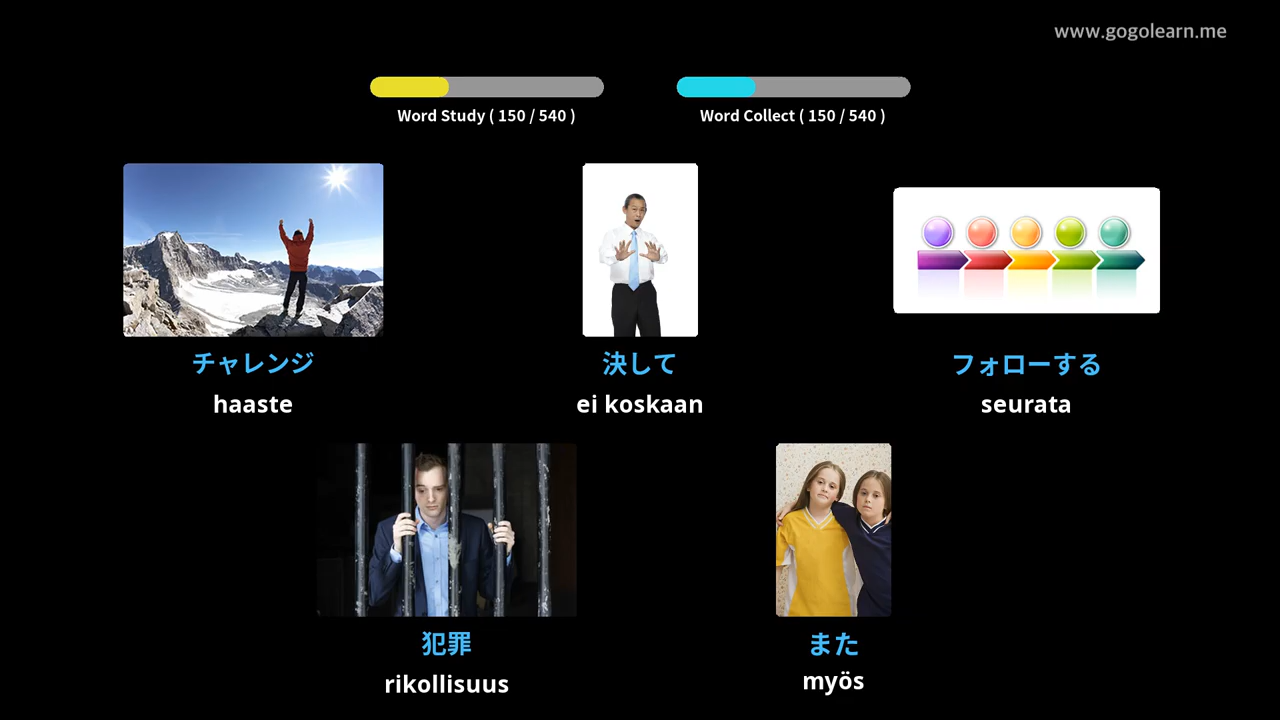 www.gogolearn.me
Word Study ( 150 / 540 )
Word Collect ( 150 / 540 )
チャレンジ
haaste
決して
ei koskaan
フォローする
seurata
犯罪
rikollisuus
また
myös